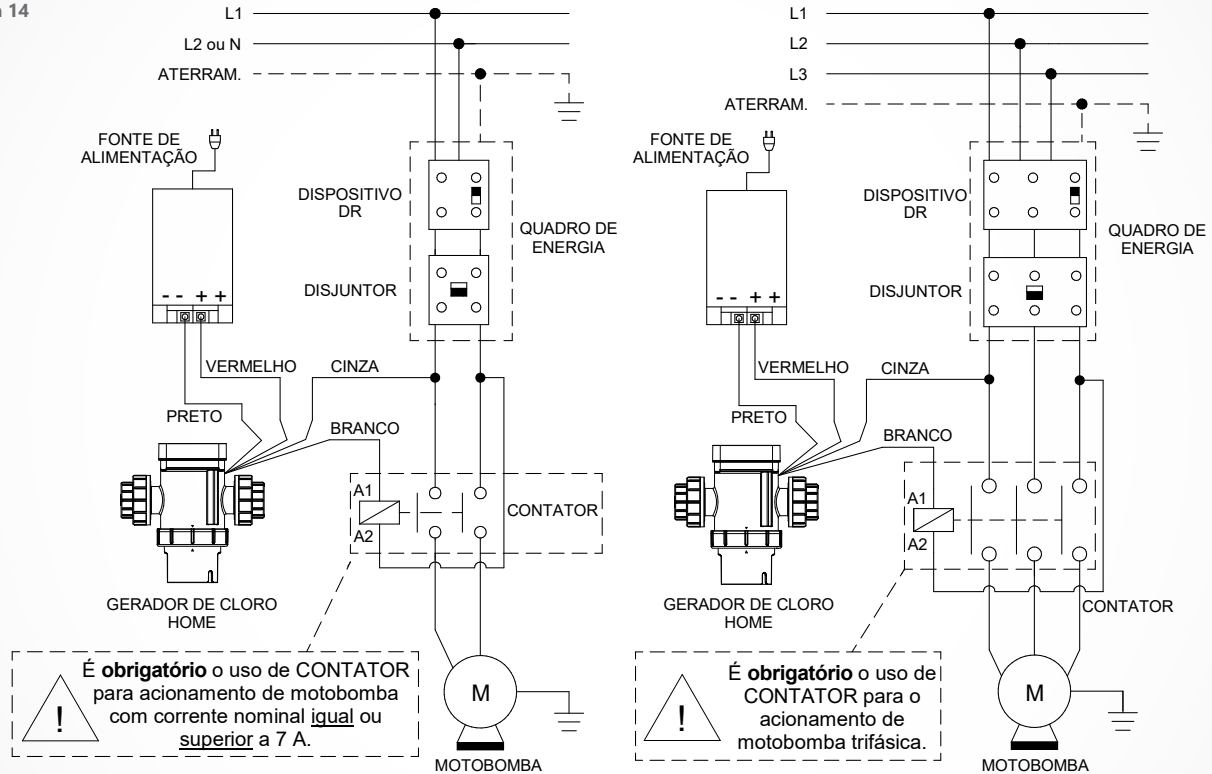 14
L1
L2 ou N
ATERRAM.
FONTE DE
ALIMENTAÇÃO
DISPOSITIVO
DR
QUADRO DE
ENERGIA
DISJUNTOR
- - + +
VERMELHO
CINZA
PRETO
BRANCO
A1
A2
CONTATOR
GERADOR DE CLORO
HOME
É obrigatório o uso de CONTATOR
para acionamento de motobomba
com corrente nominal igual ou
superior a 7 A.
!
M
MOTOBOMBA
L1
L2
L3
ATERRAM.
FONTE DE
ALIMENTAÇÃO
DISPOSITIVO
DR
QUADRO DE
ENERGIA
DISJUNTOR
- - + +
VERMELHO
CINZA
PRETO
BRANCO
A1
A2
CONTATOR
GERADOR DE CLORO
HOME
É obrigatório o uso de
CONTATOR para o
acionamento de
motobomba trifásica.
!
M
MOTOBOMBA